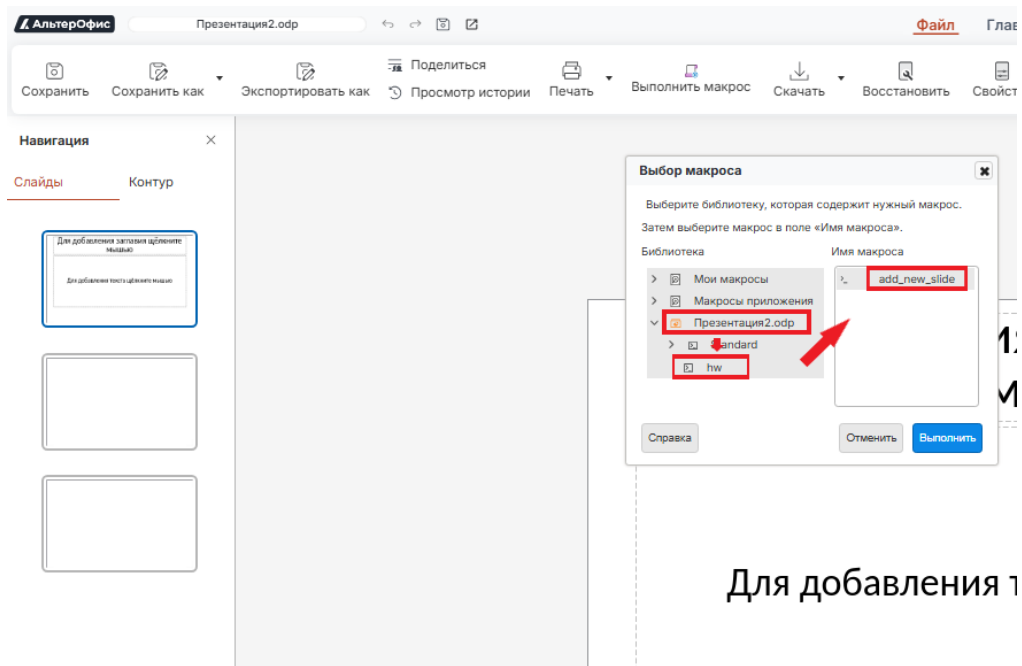 АльтерОфис
Презентация2.odp
Файл
Глав
Сохранить
Сохранить как
Экспортировать как
Поделиться
Просмотр истории
Печать
Выполнить макрос
Скачать
Восстановить
Свойст
Навигация
Слайды
Контур
Для добавления заглавия щёлкните
мышью
Для добавления текста щёлкните мышью
Выбор макроса
Выберите библиотеку, которая содержит нужный макрос.
Затем выберите макрос в поле «Имя макроса».
Библиотека
Имя макроса
Мои макросы
Макросы приложения
Презентация2.odp
Standard
hw
add_new_slide
Справка
Отменить
Выполнить
Для добавления т